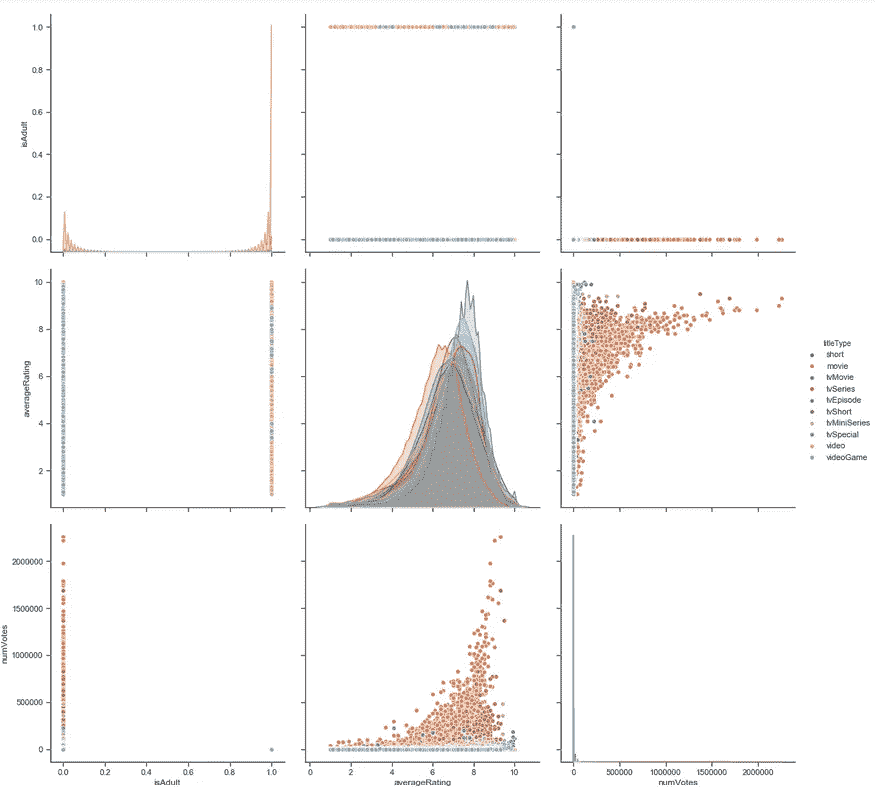 1.0
0.8
0.6
0.4
0.2
0.0
isAdult
10
8
6
4
2
averageRating
titleType
short
movie
tvMovie
tvSeries
tvEpisode
tvShort
tvMiniSeries
tvSpecial
video
videoGame
2000000
1500000
1000000
500000
0
numVotes
0.0 0.2 0.4 0.6 0.8 1.0
0 2 4 6 8 10
0 500000 1000000 1500000 2000000
isAdult
averageRating
numVotes